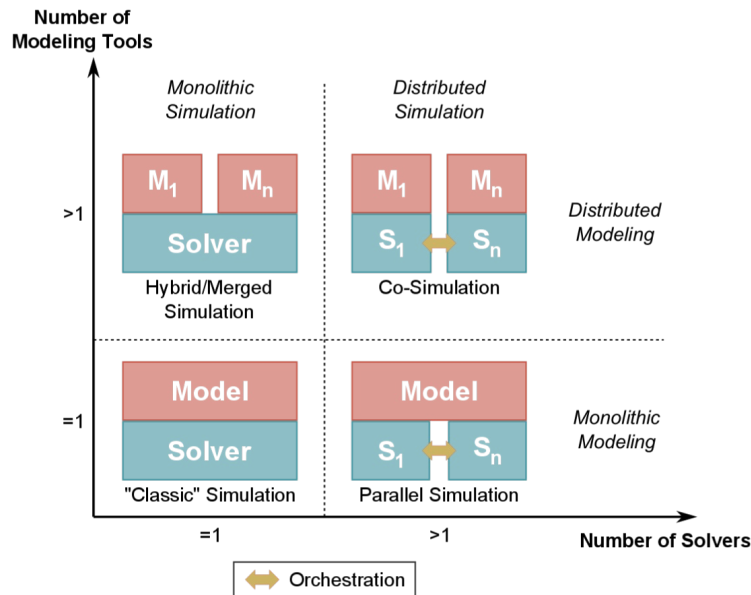 Number of
Modeling Tools
Monolithic
Simulation
Distributed
Simulation
M1
Mn
M1
Mn
>1
Solver
S1
Sn
Distributed
Modeling
Hybrid/Merged
Simulation
Co-Simulation
Model
Model
=1
Solver
S1
Sn
Monolithic
Modeling
"Classic" Simulation
Parallel Simulation
=1
>1
Number of Solvers
Orchestration